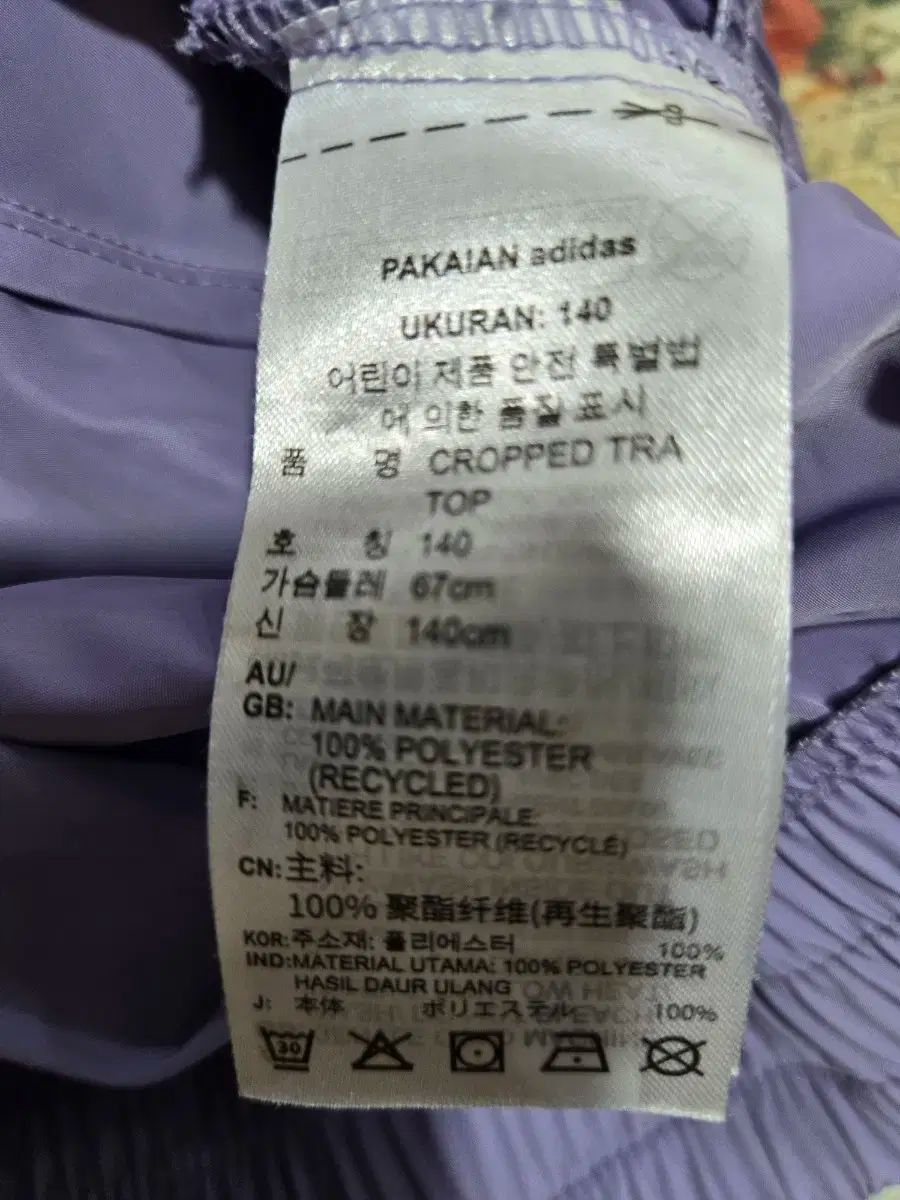 PAKAIAN adidas
UKURAN: 140
어린이 제품 안전 특별법
에 의한 품질 표시
품 명 CROPPED TRA
TOP
호 칭 140
가슴둘레 67cm
신 장 140cm
AU/
GB: MAIN MATERIAL:
100% POLYESTER
(RECYCLED)
F: MATIERE PRINCIPALE:
100% POLYESTER (RECYCLÉ)
CN: 主料:
100% 聚酯纤维(再生聚酯)
KOR: 주소재: 폴리에스터 100%
IND: MATERIAL UTAMA: 100% POLYESTER
HASIL DAUR ULANG
J: 本体 ポリエステル 100%
30